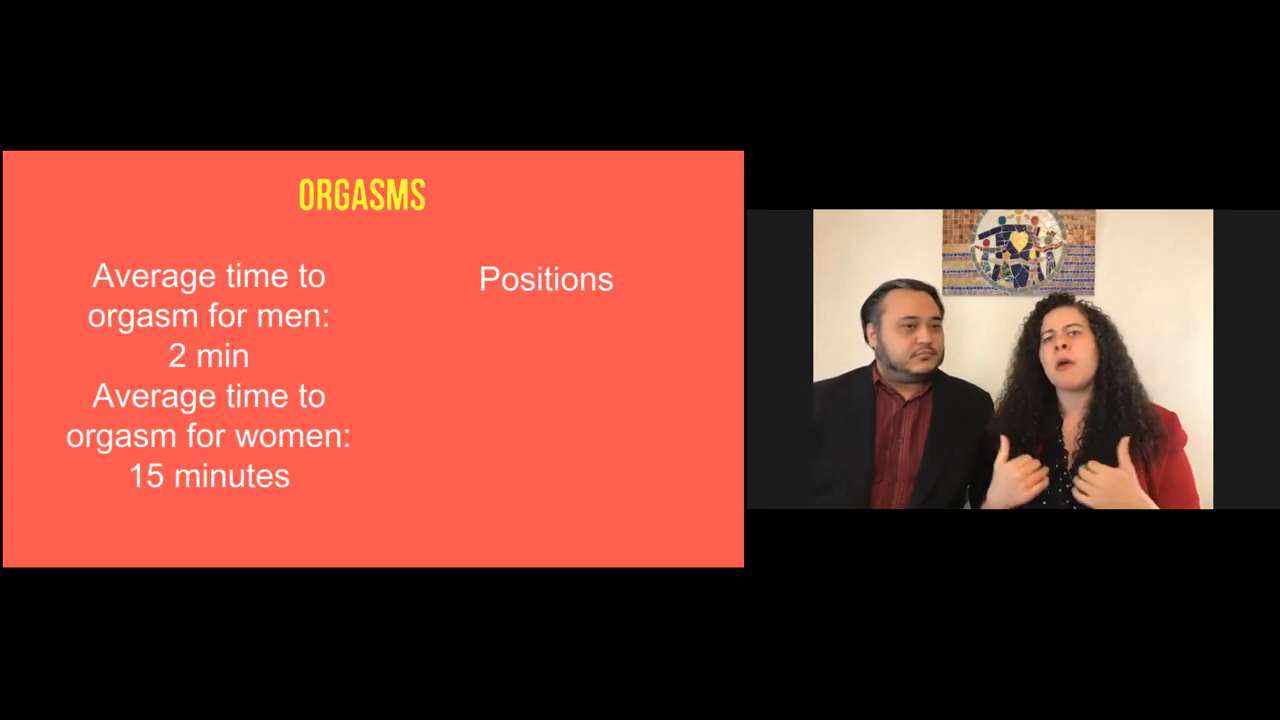 ORGASMS
Average time to
orgasm for men:
2 min
Average time to
orgasm for women:
15 minutes
Positions